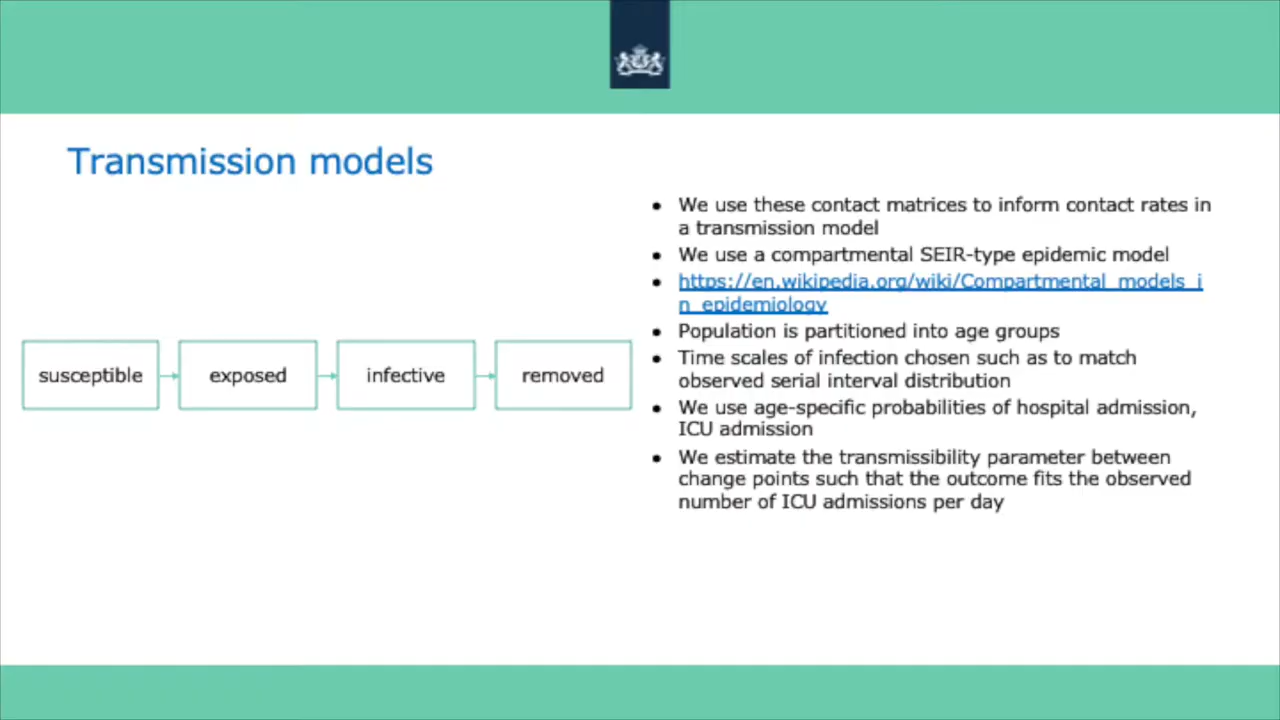 Transmission models
susceptible
exposed
infective
removed
• We use these contact matrices to inform contact rates in
a transmission model
• We use a compartmental SEIR-type epidemic model
• https://en.wikipedia.org/wiki/Compartmental_models_i
n_epidemiology
• Population is partitioned into age groups
• Time scales of infection chosen such as to match
observed serial interval distribution
• We use age-specific probabilities of hospital admission,
ICU admission
• We estimate the transmissibility parameter between
change points such that the outcome fits the observed
number of ICU admissions per day